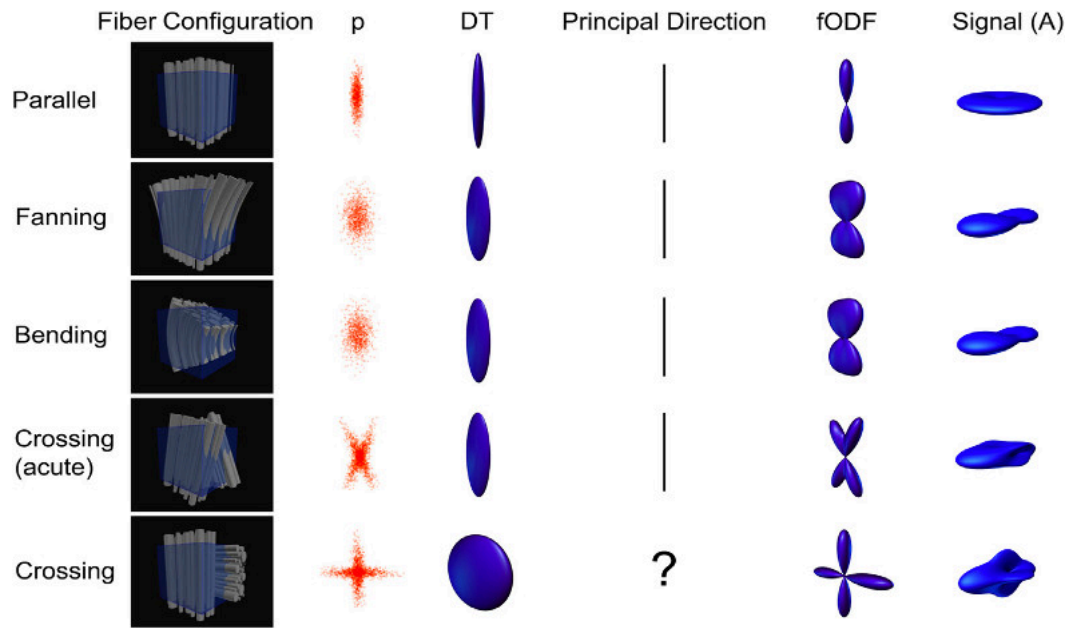 Fiber Configuration p DT Principal Direction fODF Signal (A)
Parallel
Fanning
Bending
Crossing
(acute)
Crossing ?